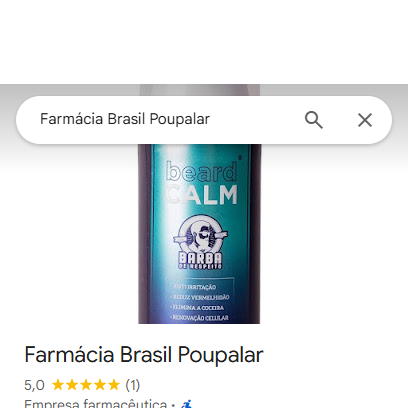 Farmácia Brasil Poupalar
beard
CALM
BARBA
DE RESPEITO
ANTI IRRITAÇÃO
• REDUZ VERMELHIDÃO
• ELIMINA A COCEIRA
• RENOVAÇÃO CELULAR
Farmácia Brasil Poupalar
5,0 ★★★★★ (1)
Empresa farmacêutica ·